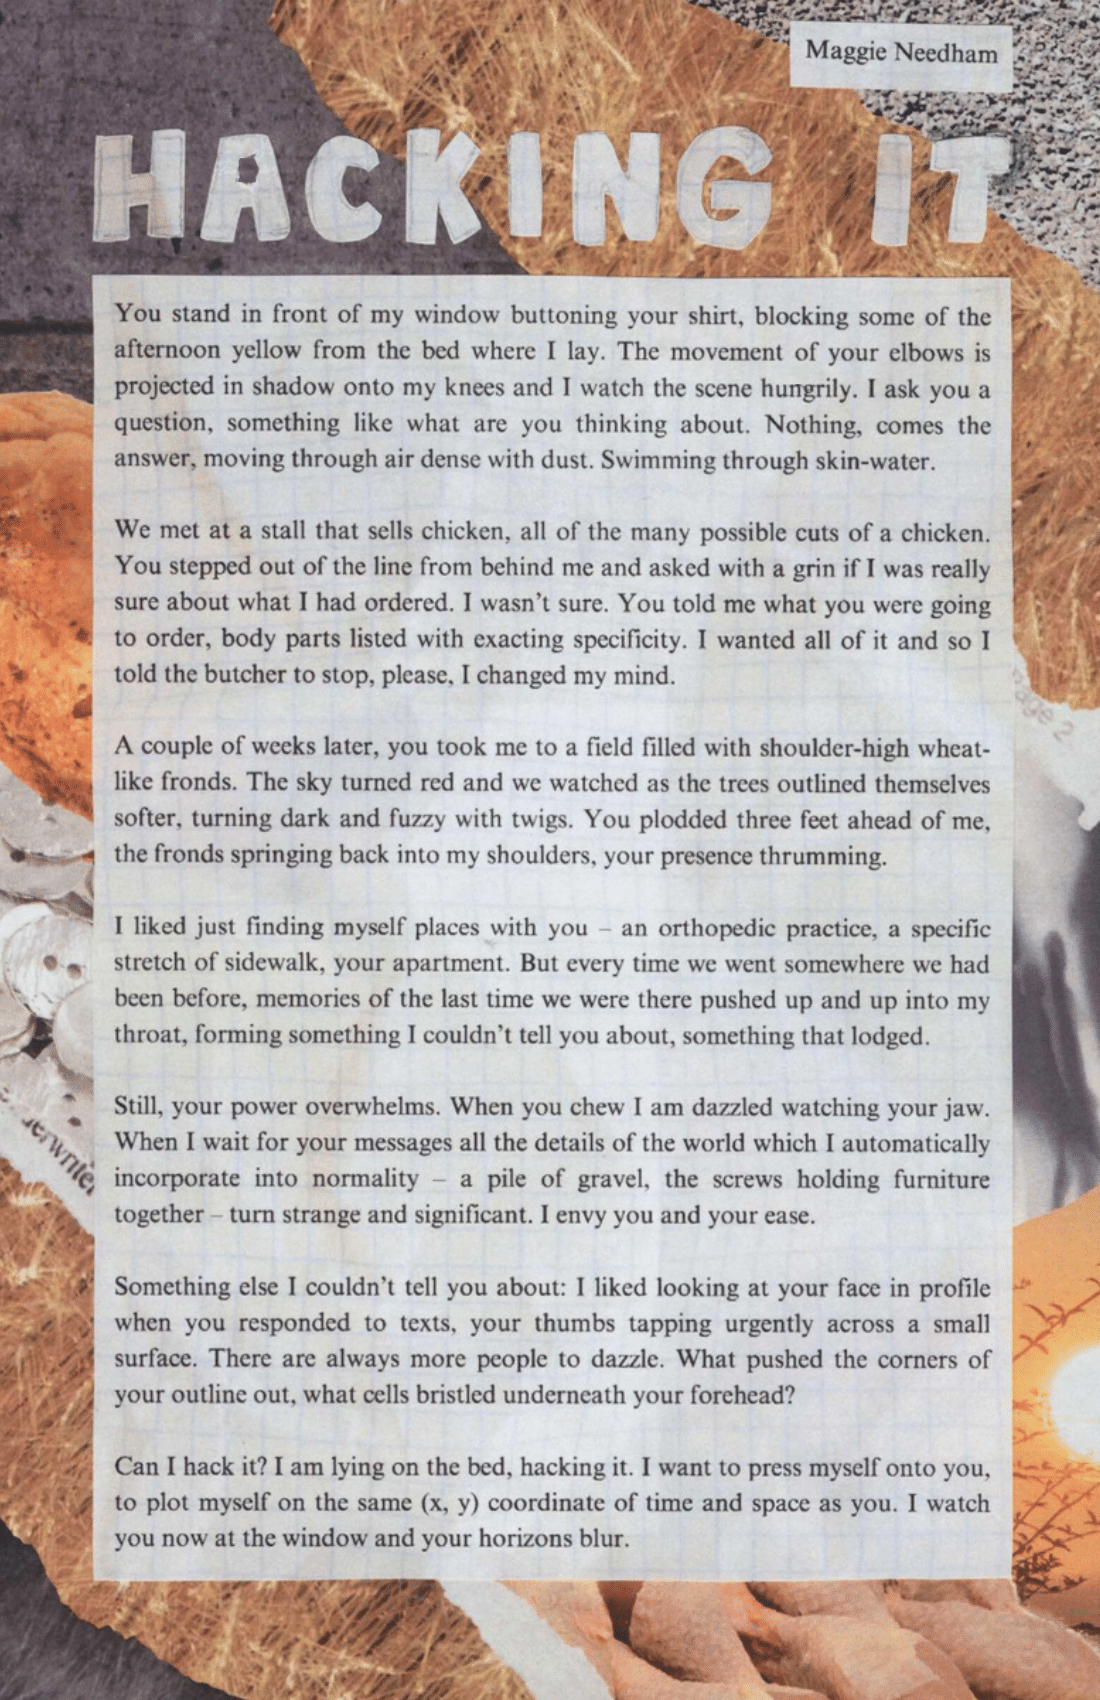 Maggie Needham
HACKING IT
You stand in front of my window buttoning your shirt, blocking some of the
afternoon yellow from the bed where I lay. The movement of your elbows is
projected in shadow onto my knees and I watch the scene hungrily. I ask you a
question, something like what are you thinking about. Nothing, comes the
answer, moving through air dense with dust. Swimming through skin-water.
We met at a stall that sells chicken, all of the many possible cuts of a chicken.
You stepped out of the line from behind me and asked with a grin if I was really
sure about what I had ordered. I wasn't sure. You told me what you were going
to order, body parts listed with exacting specificity. I wanted all of it and so I
told the butcher to stop, please, I changed my mind.
A couple of weeks later, you took me to a field filled with shoulder-high wheat-
like fronds. The sky turned red and we watched as the trees outlined themselves
softer, turning dark and fuzzy with twigs. You plodded three feet ahead of me,
the fronds springing back into my shoulders, your presence thrumming.
I liked just finding myself places with you – an orthopedic practice, a specific
stretch of sidewalk, your apartment. But every time we went somewhere we had
been before, memories of the last time we were there pushed up and up into my
throat, forming something I couldn't tell you about, something that lodged.
Still, your power overwhelms. When you chew I am dazzled watching your jaw.
When I wait for your messages all the details of the world which I automatically
incorporate into normality – a pile of gravel, the screws holding furniture
together – turn strange and significant. I envy you and your ease.
Something else I couldn't tell you about: I liked looking at your face in profile
when you responded to texts, your thumbs tapping urgently across a small
surface. There are always more people to dazzle. What pushed the corners of
your outline out, what cells bristled underneath your forehead?
Can I hack it? I am lying on the bed, hacking it. I want to press myself onto you,
to plot myself on the same (x, y) coordinate of time and space as you. I watch
you now at the window and your horizons blur.